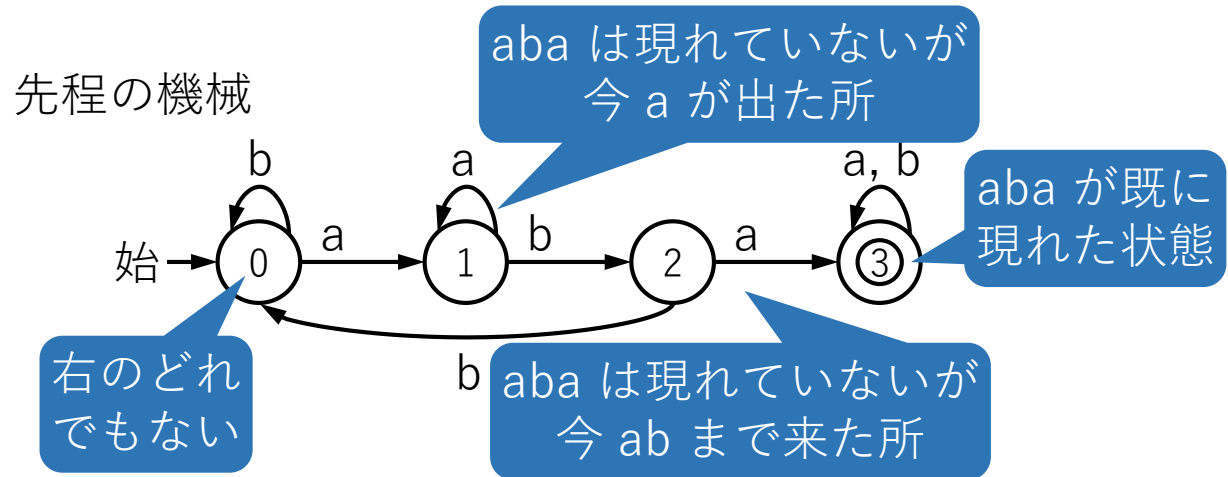 先程の機械
aba は現れていないが
今 a が出た所
b
a
a, b
aba が既に
現れた状態
始
0
a
1
b
2
a
3
右のどれ
でもない
b
aba は現れていないが
今 ab まで来た所